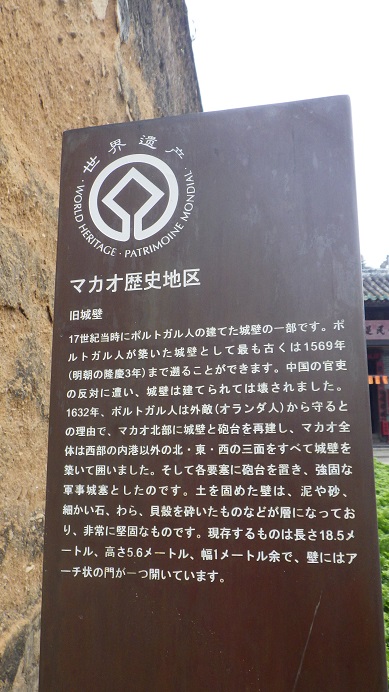 世界遗产
WORLD HERITAGE · PATRIMOINE MONDIAL
マカオ歴史地区
旧城壁
17世紀当時にポルトガル人の建てた城壁の一部です。ポ
ルトガル人が築いた城壁として最も古くは1569年
(明朝の隆慶3年)まで遡ることができます。中国の官吏
の反対に遭い、城壁は建てられては壊されました。
1632年、ポルトガル人は外敵(オランダ人)から守ると
の理由で、マカオ北部に城壁と砲台を再建し、マカオ全
体は西部の内港以外の北・東・西の三面をすべて城壁を
築いて囲いました。そして各要塞に砲台を置き、強固な
軍事城塞としたのです。土を固めた壁は、泥や砂、
細かい石、わら、貝殻を砕いたものなどが層になってお
り、非常に堅固なものです。現存するものは長さ18.5メ
ートル、高さ5.6メートル、幅1メートル余で、壁にはア
ーチ状の門が一つ開いています。